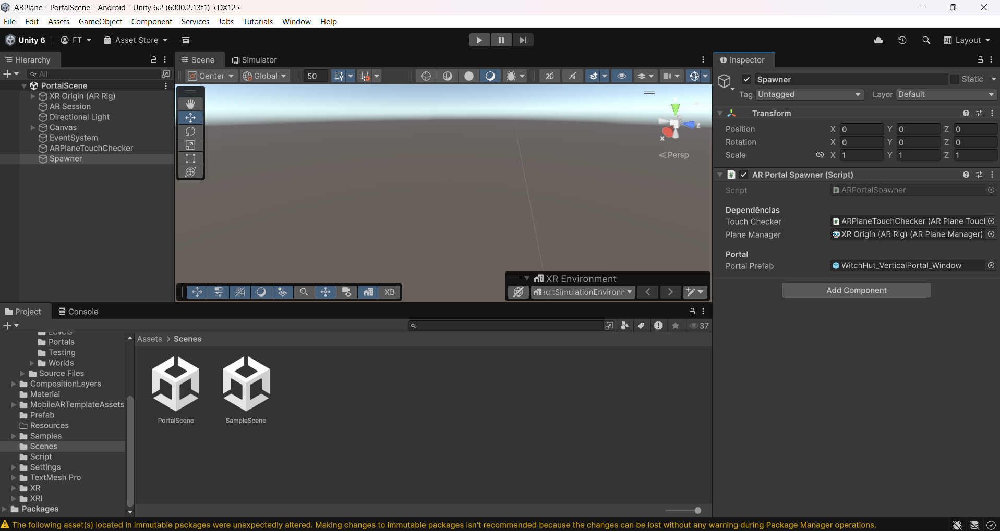 ARPlane - PortalScene - Android - Unity 6.2 (6000.2.13f1) <DX12>
File Edit Assets GameObject Component Services Jobs Tutorials Window Help
Unity 6 FT Asset Store Layout
Hierarchy
All
PortalScene
XR Origin (AR Rig)
AR Session
Directional Light
Canvas
EventSystem
ARPlaneTouchChecker
Spawner
Scene Simulator
Center Global 50
y
z
x
Persp
XB
XR Environment
aultSimulationEnvironn
Inspector
Spawner Static
Tag Untagged Layer Default
Transform
Position X 0 Y 0 Z 0
Rotation X 0 Y 0 Z 0
Scale X 1 Y 1 Z 1
AR Portal Spawner (Script)
Script ARPortalSpawner
Dependências
Touch Checker ARPlaneTouchChecker (AR Plane Touch
Plane Manager XR Origin (AR Rig) (AR Plane Manager)
Portal
Portal Prefab WitchHut_VerticalPortal_Window
Add Component
Project Console
37
Levels
Portals
Testing
Worlds
Source Files
CompositionLayers
Material
MobileARTemplateAssets
Prefab
Resources
Samples
Scenes
Script
Settings
TextMesh Pro
XR
XRI
Packages
Assets > Scenes
PortalScene SampleScene
The following asset(s) located in immutable packages were unexpectedly altered. Making changes to immutable packages isn't recommended because the changes can be lost without any warning during Package Manager operations.